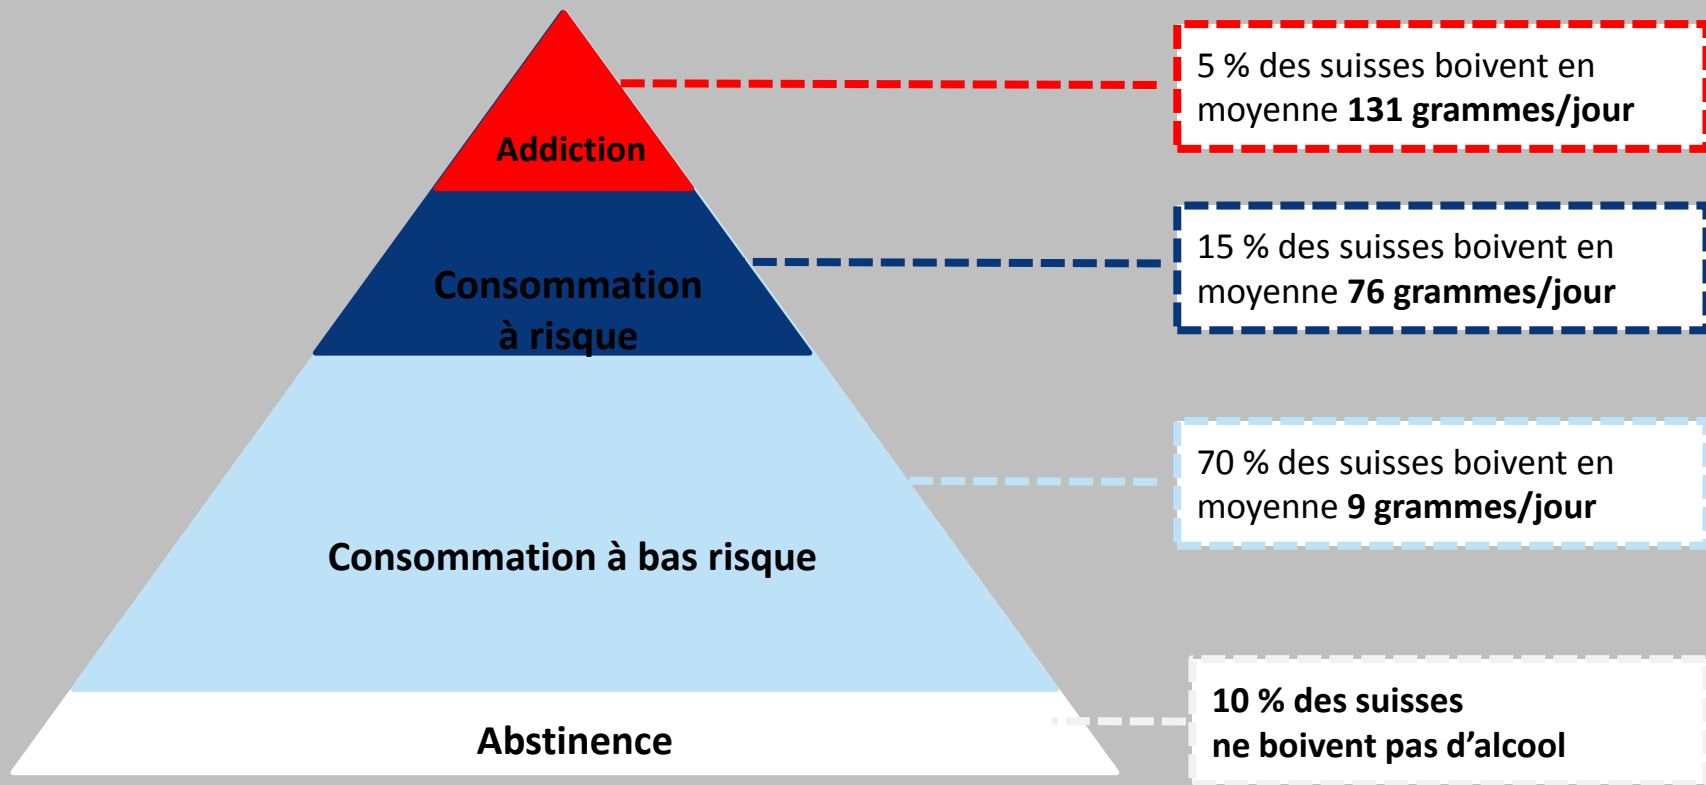 Addiction
5 % des suisses boivent en
moyenne 131 grammes/jour
Consommation
à risque
15 % des suisses boivent en
moyenne 76 grammes/jour
Consommation à bas risque
70 % des suisses boivent en
moyenne 9 grammes/jour
Abstinence
10 % des suisses
ne boivent pas d’alcool